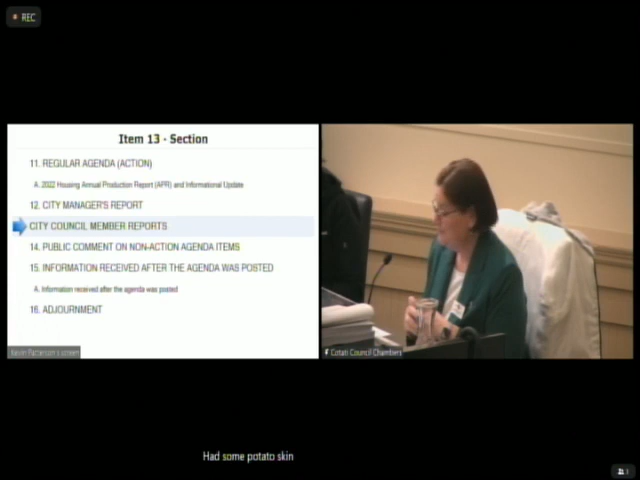 REC
Item 13 - Section
11. REGULAR AGENDA (ACTION)
A. 2022 Housing Annual Production Report (APR) and Informational Update
12. CITY MANAGER'S REPORT
CITY COUNCIL MEMBER REPORTS
14. PUBLIC COMMENT ON NON-ACTION AGENDA ITEMS
15. INFORMATION RECEIVED AFTER THE AGENDA WAS POSTED
A. Information received after the agenda was posted
16. ADJOURNMENT
Kevin Patterson's screen
Cotati Council Chambers
Had some potato skin